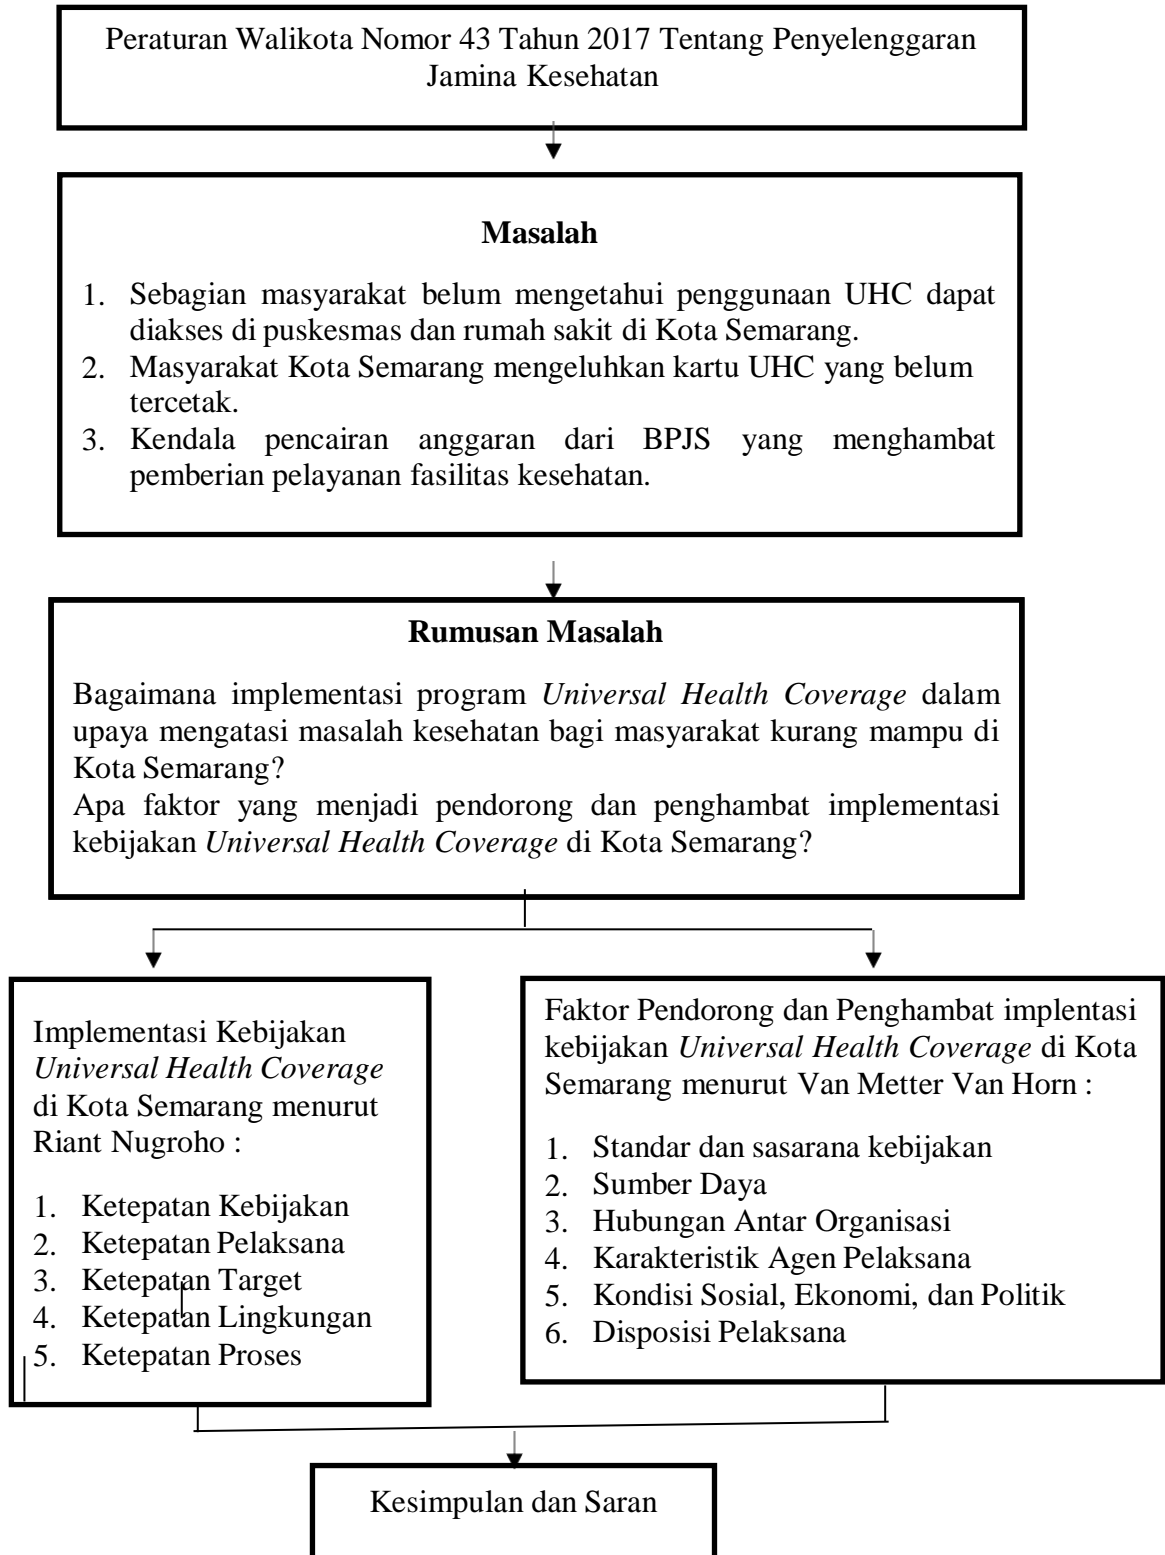 Peraturan Walikota Nomor 43 Tahun 2017 Tentang Penyelenggaran
Jamina Kesehatan
Masalah
1. Sebagian masyarakat belum mengetahui penggunaan UHC dapat
diakses di puskesmas dan rumah sakit di Kota Semarang.
2. Masyarakat Kota Semarang mengeluhkan kartu UHC yang belum
tercetak.
3. Kendala pencairan anggaran dari BPJS yang menghambat
pemberian pelayanan fasilitas kesehatan.
Rumusan Masalah
Bagaimana implementasi program Universal Health Coverage dalam
upaya mengatasi masalah kesehatan bagi masyarakat kurang mampu di
Kota Semarang?
Apa faktor yang menjadi pendorong dan penghambat implementasi
kebijakan Universal Health Coverage di Kota Semarang?
Implementasi Kebijakan
Universal Health Coverage
di Kota Semarang menurut
Riant Nugroho :
1. Ketepatan Kebijakan
2. Ketepatan Pelaksana
3. Ketepatan Target
4. Ketepatan Lingkungan
5. Ketepatan Proses
Faktor Pendorong dan Penghambat implentasi
kebijakan Universal Health Coverage di Kota
Semarang menurut Van Metter Van Horn :
1. Standar dan sasarana kebijakan
2. Sumber Daya
3. Hubungan Antar Organisasi
4. Karakteristik Agen Pelaksana
5. Kondisi Sosial, Ekonomi, dan Politik
6. Disposisi Pelaksana
Kesimpulan dan Saran